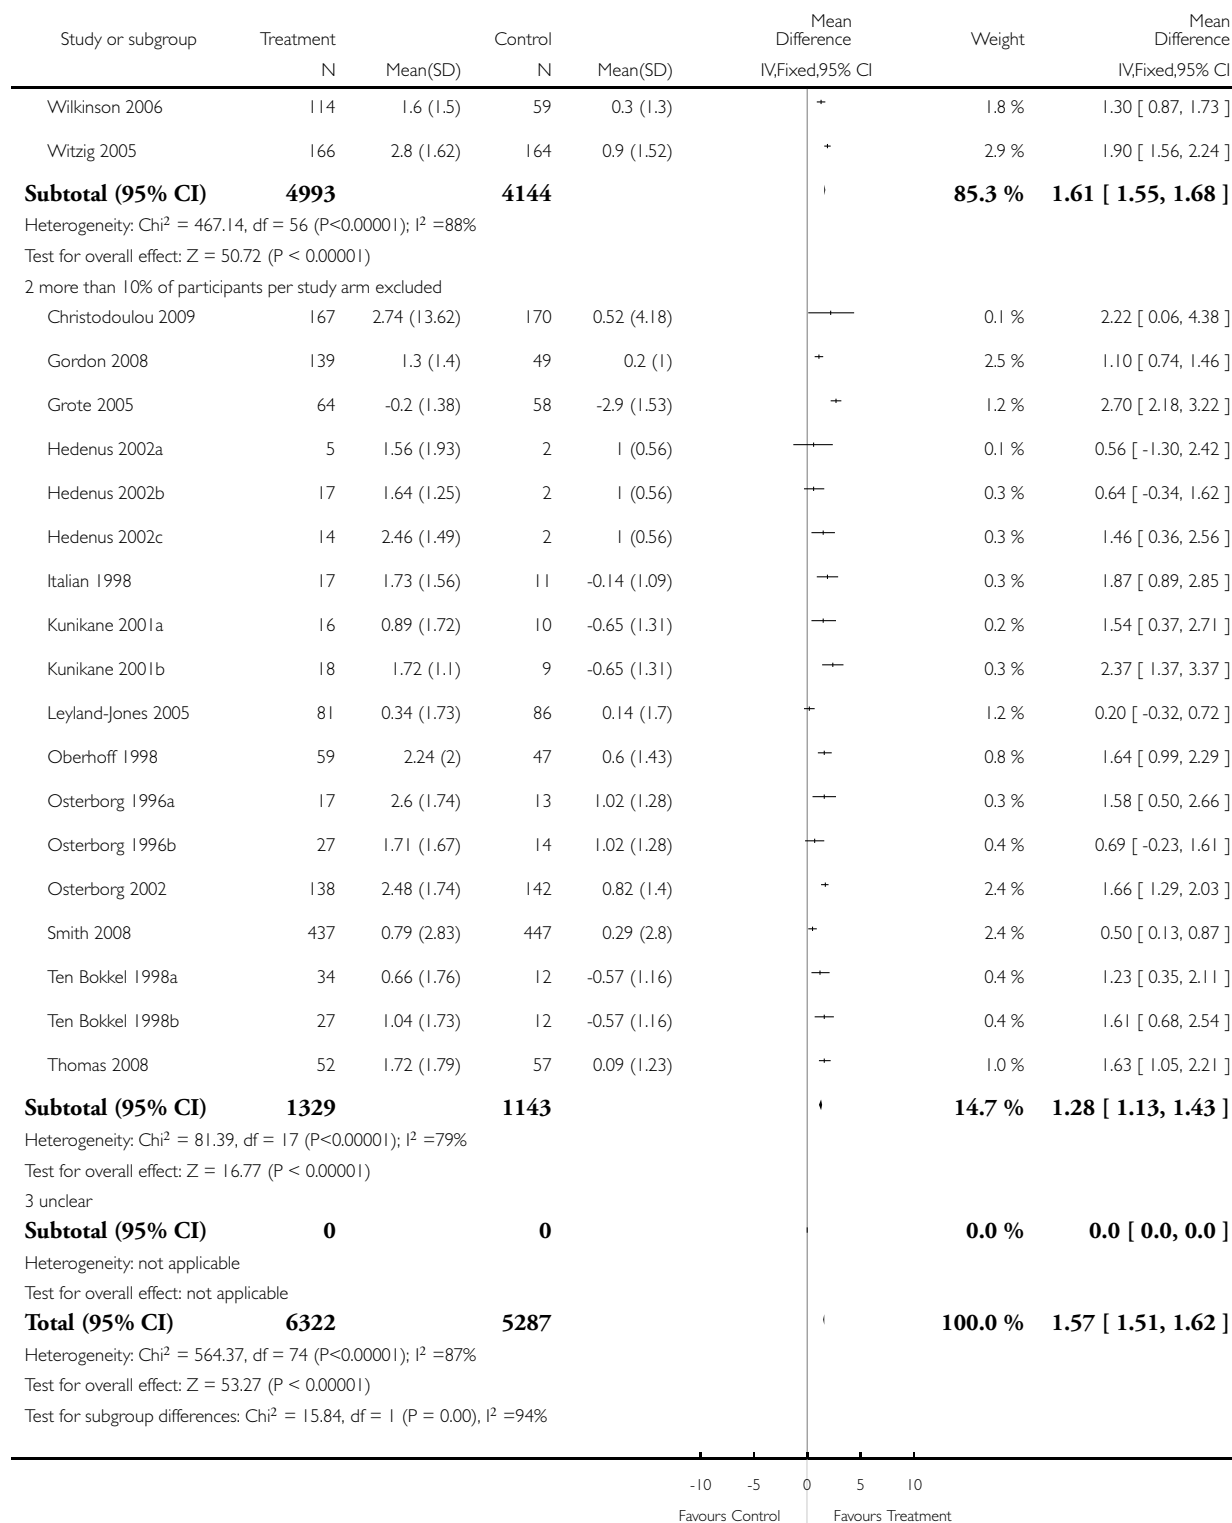 Study or subgroup Treatment Control Mean Difference Weight Mean Difference
N Mean(SD) N Mean(SD) IV,Fixed,95% CI IV,Fixed,95% CI
Wilkinson 2006 114 1.6 (1.5) 59 0.3 (1.3) 1.8 % 1.30 [ 0.87, 1.73 ]
Witzig 2005 166 2.8 (1.62) 164 0.9 (1.52) 2.9 % 1.90 [ 1.56, 2.24 ]
Subtotal (95% CI) 4993 4144 85.3 % 1.61 [ 1.55, 1.68 ]
Heterogeneity: Chi² = 467.14, df = 56 (P<0.00001); I² =88%
Test for overall effect: Z = 50.72 (P < 0.00001)
2 more than 10% of participants per study arm excluded
Christodoulou 2009 167 2.74 (13.62) 170 0.52 (4.18) 0.1 % 2.22 [ 0.06, 4.38 ]
Gordon 2008 139 1.3 (1.4) 49 0.2 (1) 2.5 % 1.10 [ 0.74, 1.46 ]
Grote 2005 64 -0.2 (1.38) 58 -2.9 (1.53) 1.2 % 2.70 [ 2.18, 3.22 ]
Hedenus 2002a 5 1.56 (1.93) 2 1 (0.56) 0.1 % 0.56 [ -1.30, 2.42 ]
Hedenus 2002b 17 1.64 (1.25) 2 1 (0.56) 0.3 % 0.64 [ -0.34, 1.62 ]
Hedenus 2002c 14 2.46 (1.49) 2 1 (0.56) 0.3 % 1.46 [ 0.36, 2.56 ]
Italian 1998 17 1.73 (1.56) 11 -0.14 (1.09) 0.3 % 1.87 [ 0.89, 2.85 ]
Kunikane 2001a 16 0.89 (1.72) 10 -0.65 (1.31) 0.2 % 1.54 [ 0.37, 2.71 ]
Kunikane 2001b 18 1.72 (1.1) 9 -0.65 (1.31) 0.3 % 2.37 [ 1.37, 3.37 ]
Leyland-Jones 2005 81 0.34 (1.73) 86 0.14 (1.7) 1.2 % 0.20 [ -0.32, 0.72 ]
Oberhoff 1998 59 2.24 (2) 47 0.6 (1.43) 0.8 % 1.64 [ 0.99, 2.29 ]
Osterborg 1996a 17 2.6 (1.74) 13 1.02 (1.28) 0.3 % 1.58 [ 0.50, 2.66 ]
Osterborg 1996b 27 1.71 (1.67) 14 1.02 (1.28) 0.4 % 0.69 [ -0.23, 1.61 ]
Osterborg 2002 138 2.48 (1.74) 142 0.82 (1.4) 2.4 % 1.66 [ 1.29, 2.03 ]
Smith 2008 437 0.79 (2.83) 447 0.29 (2.8) 2.4 % 0.50 [ 0.13, 0.87 ]
Ten Bokkel 1998a 34 0.66 (1.76) 12 -0.57 (1.16) 0.4 % 1.23 [ 0.35, 2.11 ]
Ten Bokkel 1998b 27 1.04 (1.73) 12 -0.57 (1.16) 0.4 % 1.61 [ 0.68, 2.54 ]
Thomas 2008 52 1.72 (1.79) 57 0.09 (1.23) 1.0 % 1.63 [ 1.05, 2.21 ]
Subtotal (95% CI) 1329 1143 14.7 % 1.28 [ 1.13, 1.43 ]
Heterogeneity: Chi² = 81.39, df = 17 (P<0.00001); I² =79%
Test for overall effect: Z = 16.77 (P < 0.00001)
3 unclear
Subtotal (95% CI) 0 0 0.0 % 0.0 [ 0.0, 0.0 ]
Heterogeneity: not applicable
Test for overall effect: not applicable
Total (95% CI) 6322 5287 100.0 % 1.57 [ 1.51, 1.62 ]
Heterogeneity: Chi² = 564.37, df = 74 (P<0.00001); I² =87%
Test for overall effect: Z = 53.27 (P < 0.00001)
Test for subgroup differences: Chi² = 15.84, df = 1 (P = 0.00), I² =94%
-10 -5 0 5 10
Favours Control Favours Treatment